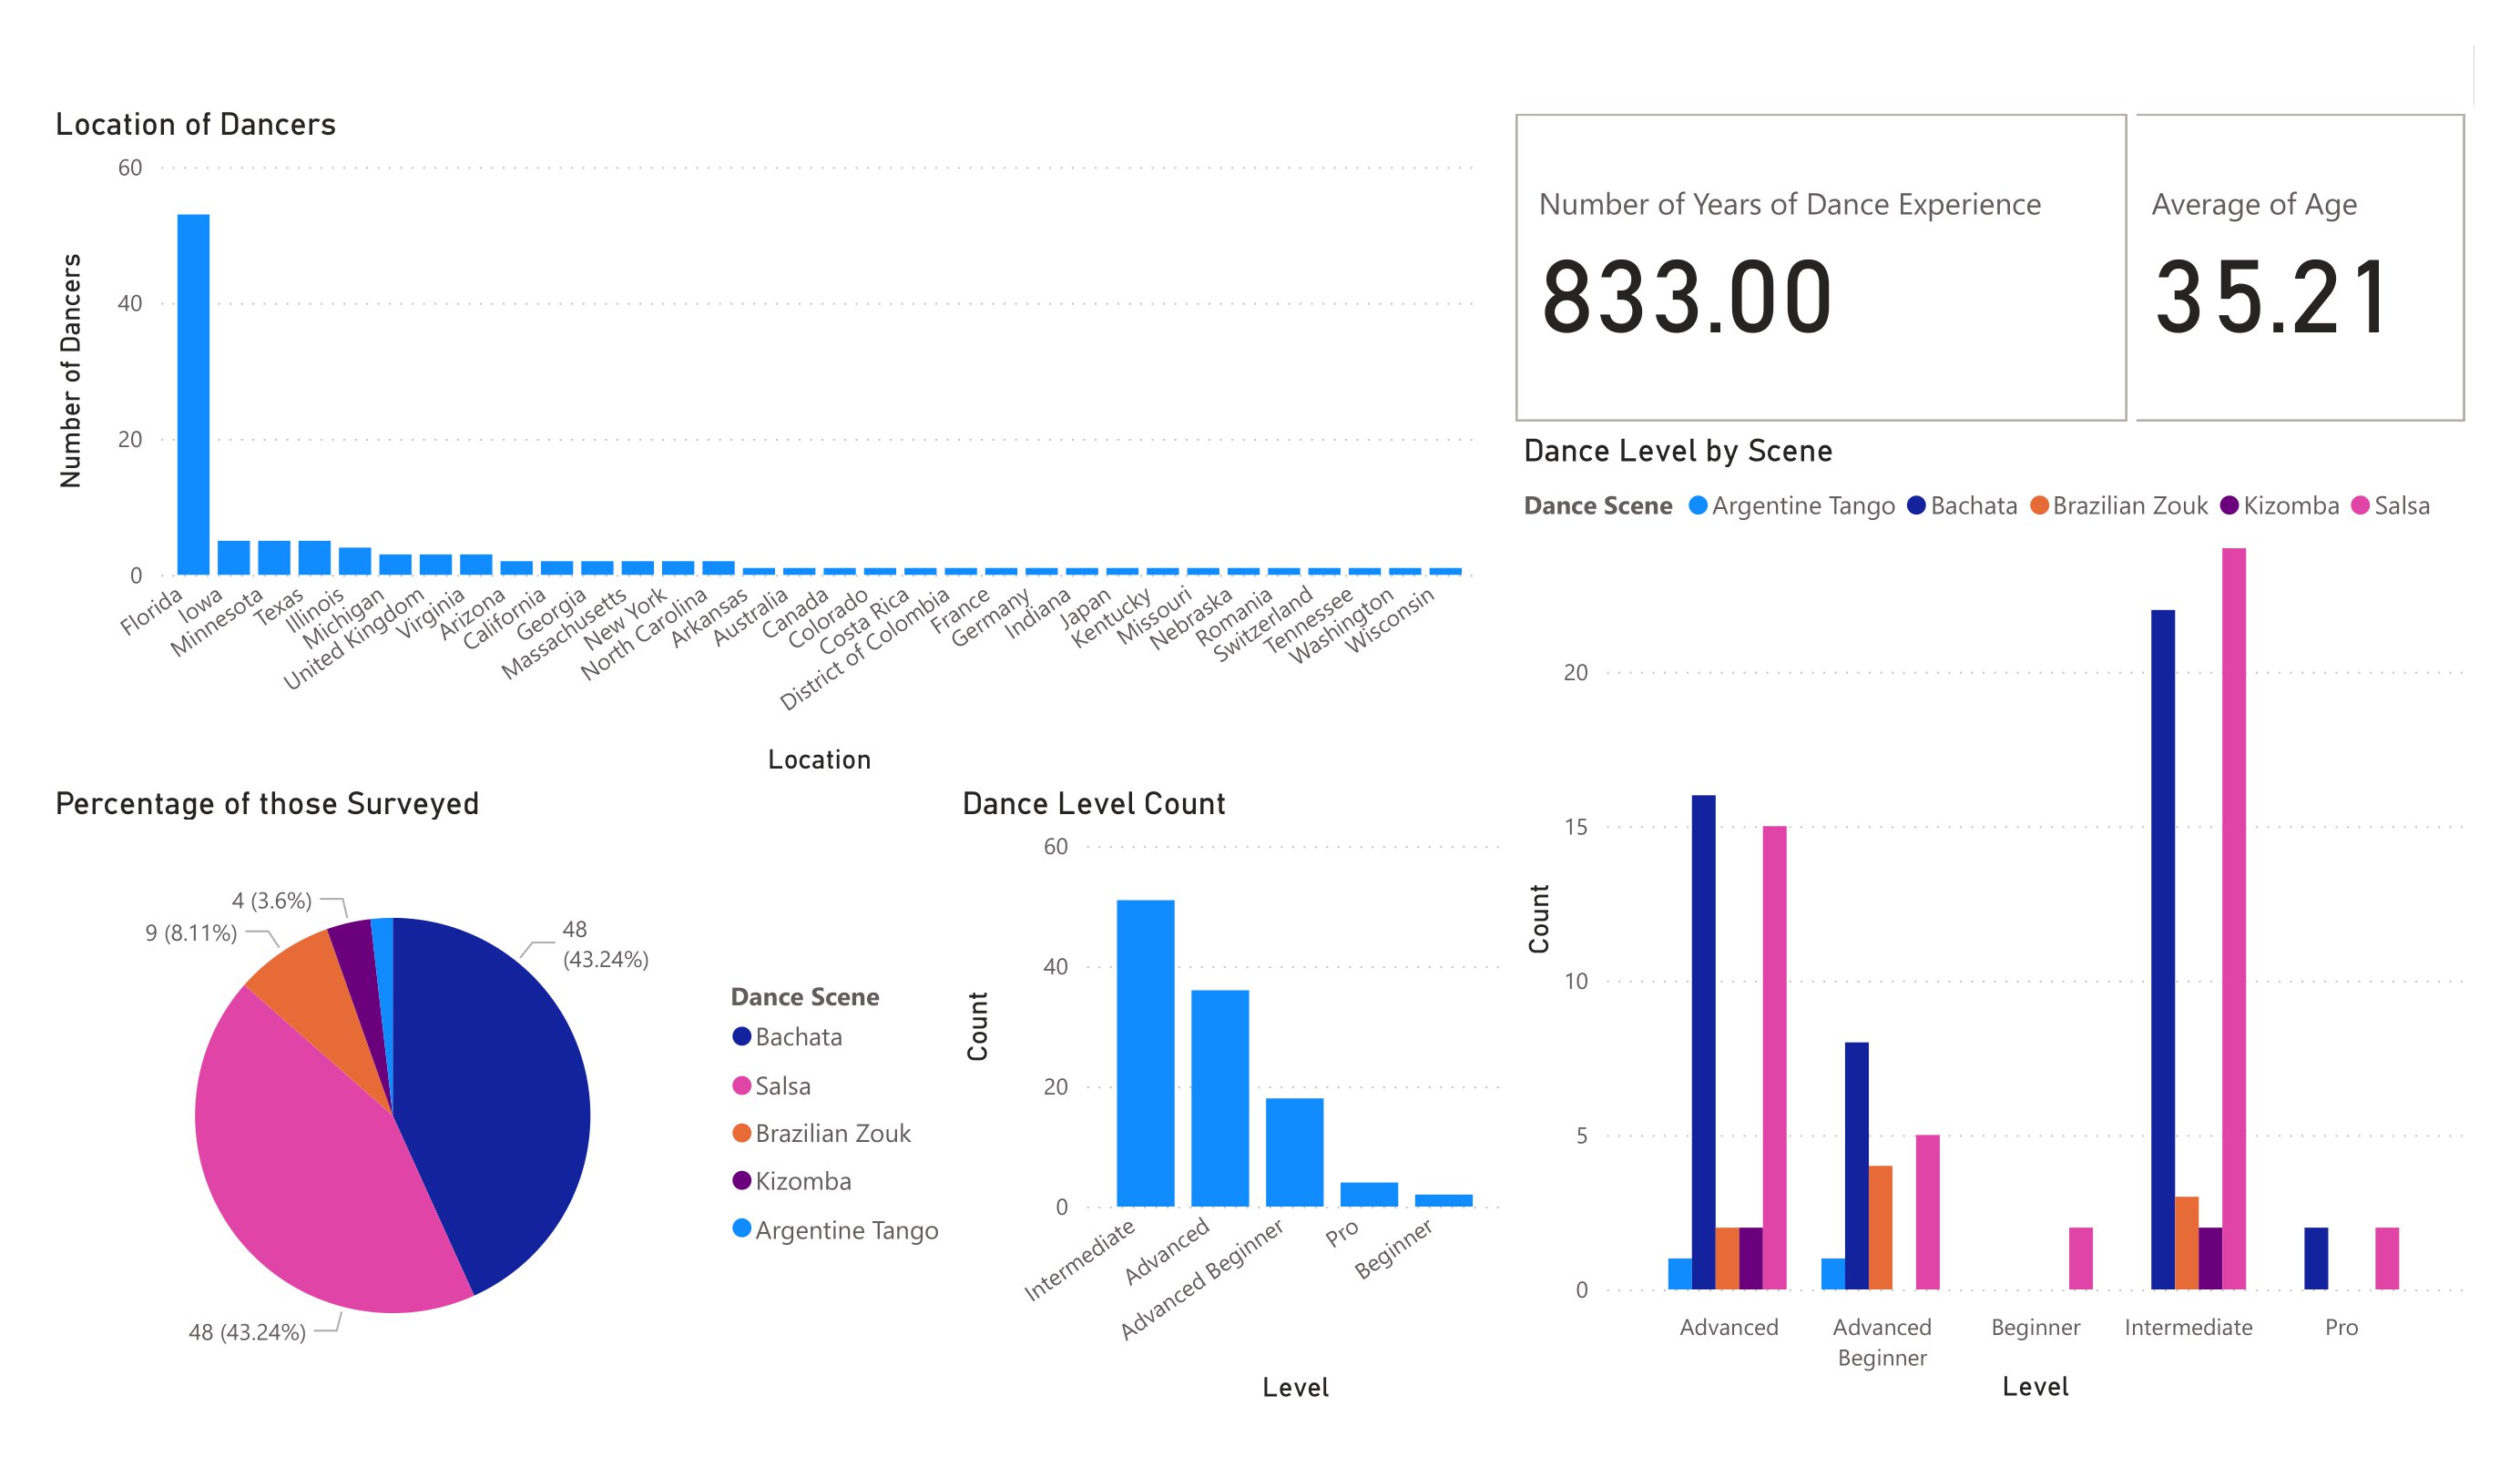 Location of Dancers
60
40
20
0
Number of Dancers
Florida
Iowa
Minnesota
Texas
Illinois
Michigan
United Kingdom
Virginia
Arizona
California
Georgia
Massachusetts
New York
North Carolina
Arkansas
Australia
Canada
Colorado
Costa Rica
District of Colombia
France
Germany
Indiana
Japan
Kentucky
Missouri
Nebraska
Romania
Switzerland
Tennessee
Washington
Wisconsin
Location
Number of Years of Dance Experience
833.00
Average of Age
35.21
Percentage of those Surveyed
4 (3.6%)
9 (8.11%)
48
(43.24%)
48 (43.24%)
Dance Scene
Bachata
Salsa
Brazilian Zouk
Kizomba
Argentine Tango
Dance Level Count
60
40
20
0
Count
Intermediate
Advanced
Advanced Beginner
Pro
Beginner
Level
Dance Level by Scene
Dance Scene Argentine Tango Bachata Brazilian Zouk Kizomba Salsa
20
15
10
5
0
Count
Advanced
Advanced
Beginner
Beginner
Intermediate
Pro
Level